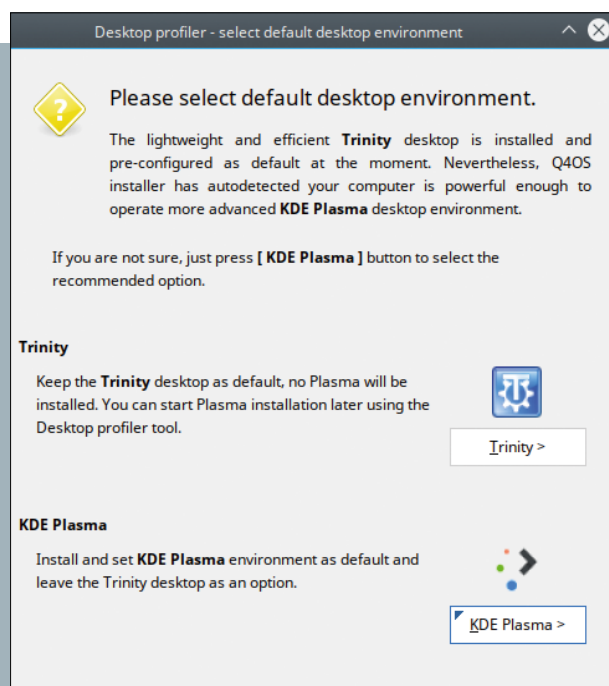 Desktop profiler - select default desktop environment
Please select default desktop environment.
The lightweight and efficient Trinity desktop is installed and
pre-configured as default at the moment. Nevertheless, Q4OS
installer has autodetected your computer is powerful enough to
operate more advanced KDE Plasma desktop environment.
If you are not sure, just press [ KDE Plasma ] button to select the
recommended option.
Trinity
Keep the Trinity desktop as default, no Plasma will be
installed. You can start Plasma installation later using the
Desktop profiler tool.
Trinity >
KDE Plasma
Install and set KDE Plasma environment as default and
leave the Trinity desktop as an option.
KDE Plasma >